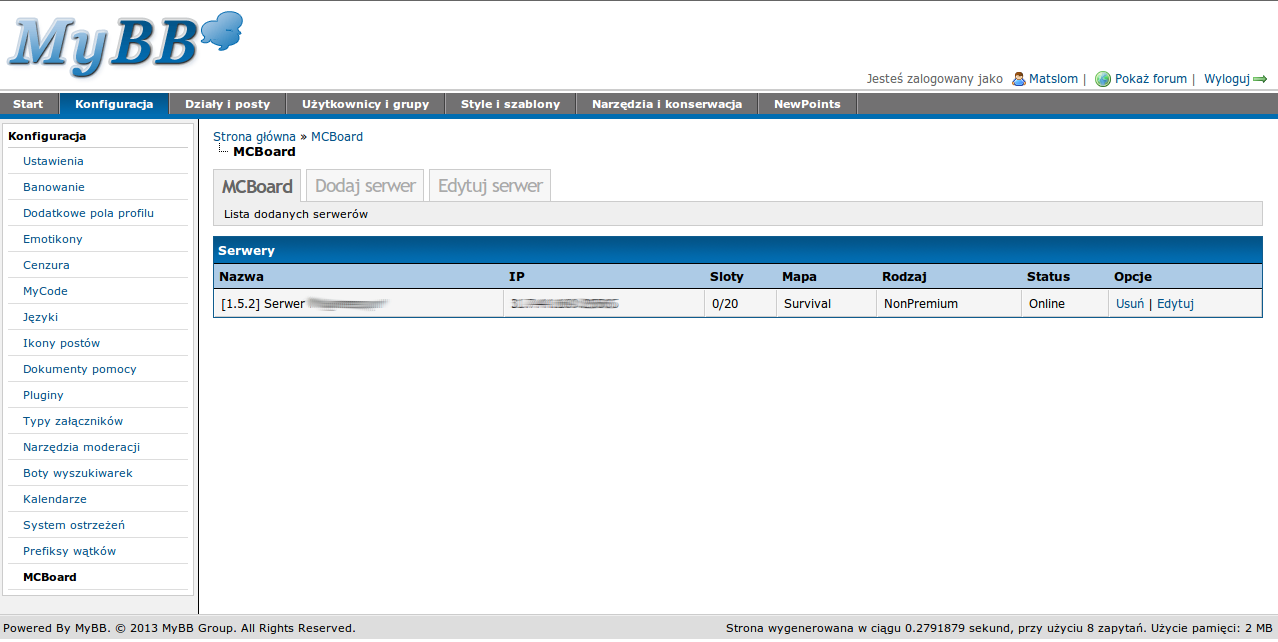 MyBB
Jesteś zalogowany jako Matslom | Pokaż forum | Wyloguj
Start Konfiguracja Działy i posty Użytkownicy i grupy Style i szablony Narzędzia i konserwacja NewPoints
Konfiguracja
Ustawienia
Banowanie
Dodatkowe pola profilu
Emotikony
Cenzura
MyCode
Języki
Ikony postów
Dokumenty pomocy
Pluginy
Typy załączników
Narzędzia moderacji
Boty wyszukiwarek
Kalendarze
System ostrzeżeń
Prefiksy wątków
MCBoard
Strona główna » MCBoard
MCBoard
MCBoard Dodaj serwer Edytuj serwer
Lista dodanych serwerów
Serwery
Nazwa IP Sloty Mapa Rodzaj Status Opcje
[1.5.2] Serwer 0/20 Survival NonPremium Online Usuń | Edytuj
Powered By MyBB. © 2013 MyBB Group. All Rights Reserved.
Strona wygenerowana w ciągu 0.2791879 sekund, przy użyciu 8 zapytań. Użycie pamięci: 2 MB